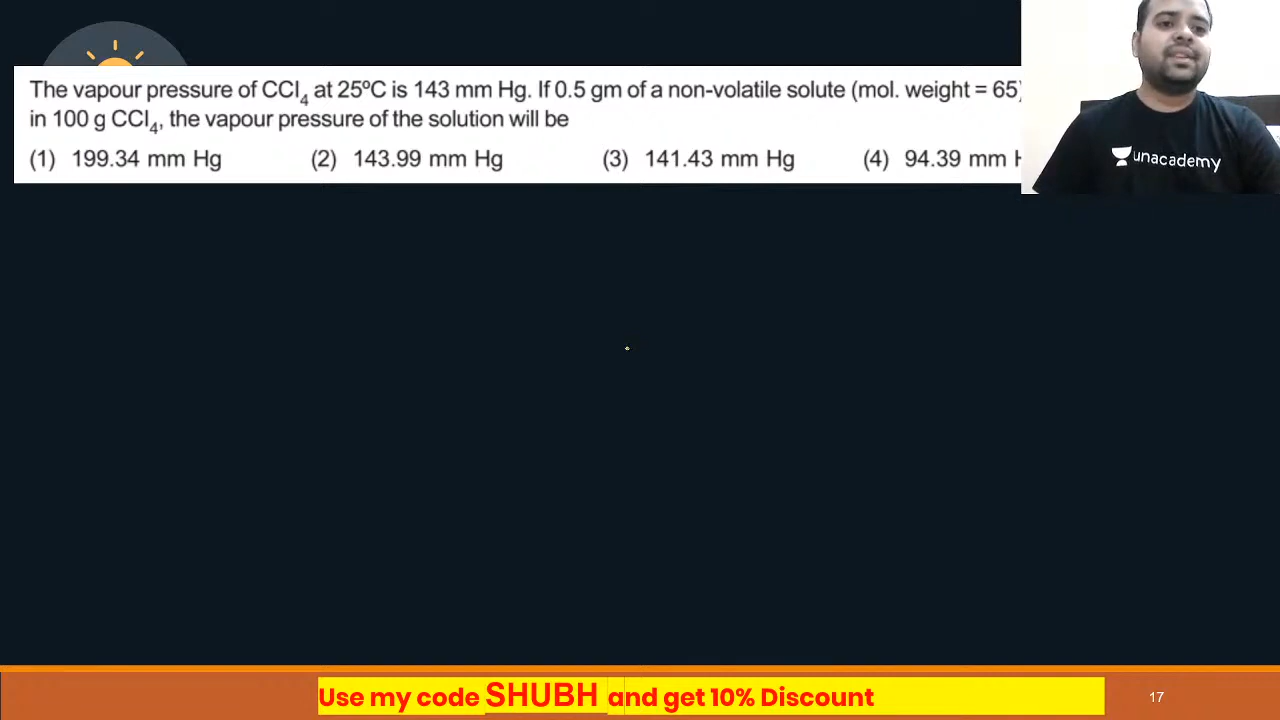 The vapour pressure of CCl4 at 25ºC is 143 mm Hg. If 0.5 gm of a non-volatile solute (mol. weight = 65)
in 100 g CCl4, the vapour pressure of the solution will be
(1) 199.34 mm Hg (2) 143.99 mm Hg (3) 141.43 mm Hg (4) 94.39 mm
unacademy
Use my code SHUBH and get 10% Discount
17